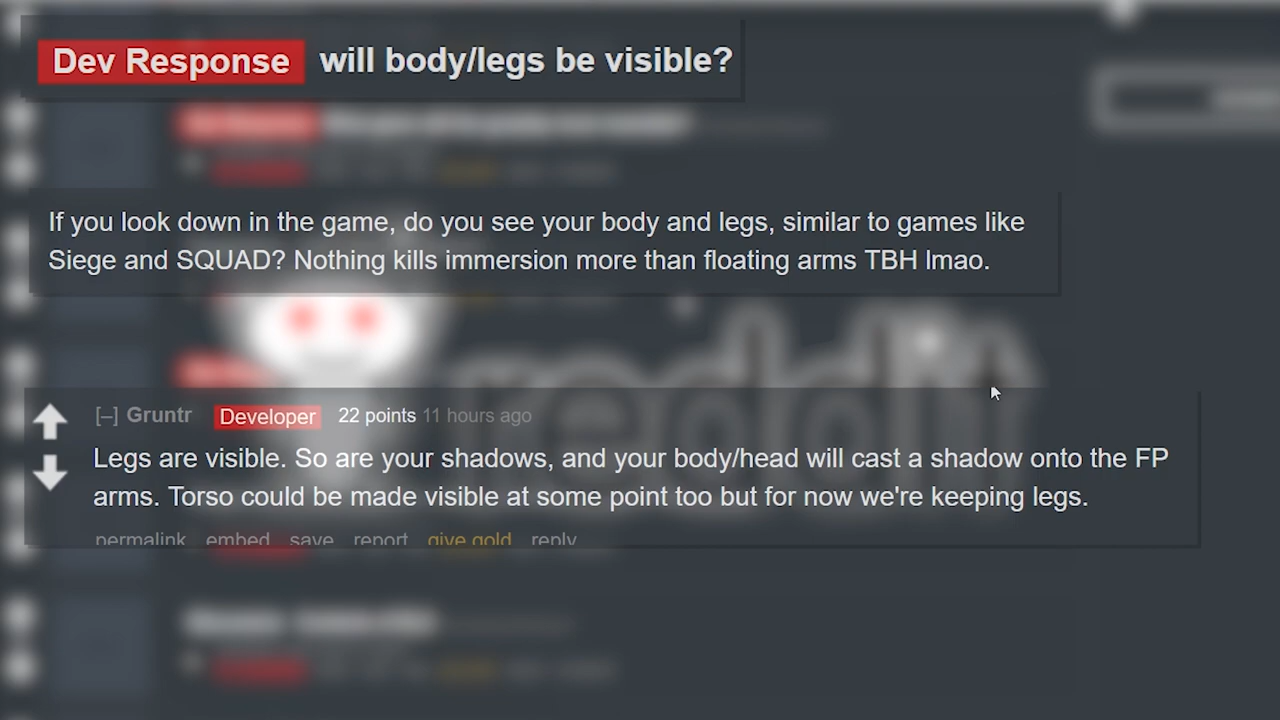 Dev Response will body/legs be visible?
If you look down in the game, do you see your body and legs, similar to games like
Siege and SQUAD? Nothing kills immersion more than floating arms TBH lmao.
[–] Gruntr Developer 22 points 11 hours ago
Legs are visible. So are your shadows, and your body/head will cast a shadow onto the FP
arms. Torso could be made visible at some point too but for now we're keeping legs.
permalink embed save report give gold reply
reddit